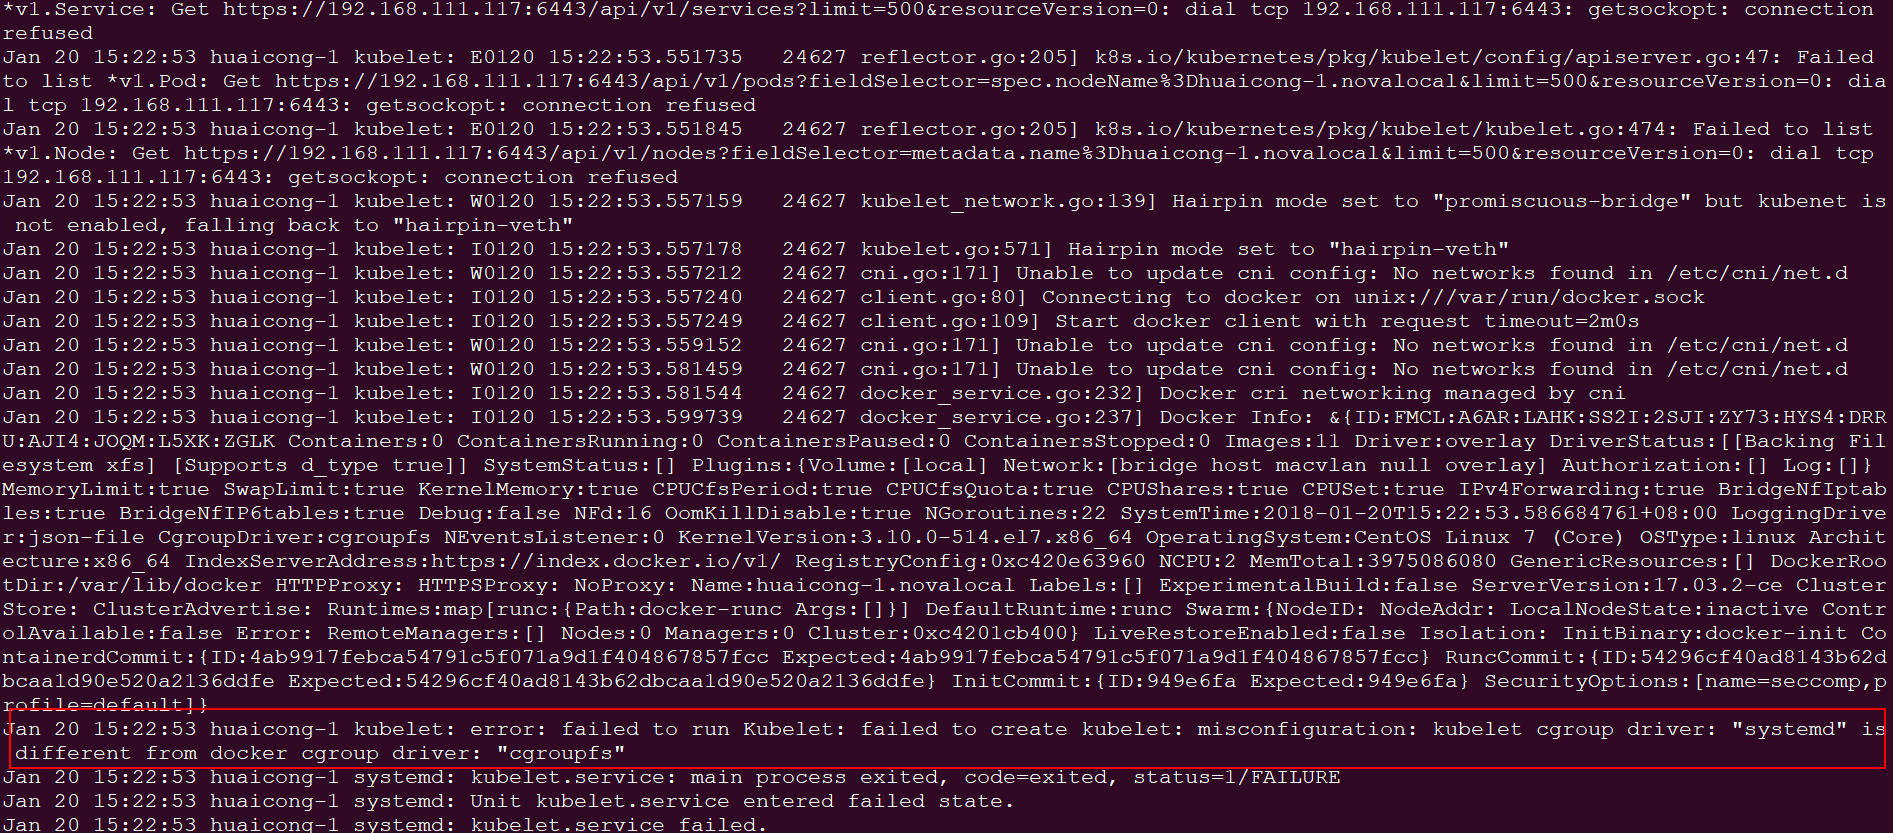 *v1.Service: Get https://192.168.111.117:6443/api/v1/services?limit=500&resourceVersion=0: dial tcp 192.168.111.117:6443: getsockopt: connection
refused
Jan 20 15:22:53 huaicong-1 kubelet: E0120 15:22:53.551735   24627 reflector.go:205] k8s.io/kubernetes/pkg/kubelet/config/apiserver.go:47: Failed
to list *v1.Pod: Get https://192.168.111.117:6443/api/v1/pods?fieldSelector=spec.nodeName%3Dhuaicong-1.novalocal&limit=500&resourceVersion=0: dia
l tcp 192.168.111.117:6443: getsockopt: connection refused
Jan 20 15:22:53 huaicong-1 kubelet: E0120 15:22:53.551845   24627 reflector.go:205] k8s.io/kubernetes/pkg/kubelet/kubelet.go:474: Failed to list
*v1.Node: Get https://192.168.111.117:6443/api/v1/nodes?fieldSelector=metadata.name%3Dhuaicong-1.novalocal&limit=500&resourceVersion=0: dial tcp
192.168.111.117:6443: getsockopt: connection refused
Jan 20 15:22:53 huaicong-1 kubelet: W0120 15:22:53.557159   24627 kubelet_network.go:139] Hairpin mode set to "promiscuous-bridge" but kubenet is
 not enabled, falling back to "hairpin-veth"
Jan 20 15:22:53 huaicong-1 kubelet: I0120 15:22:53.557178   24627 kubelet.go:571] Hairpin mode set to "hairpin-veth"
Jan 20 15:22:53 huaicong-1 kubelet: W0120 15:22:53.557212   24627 cni.go:171] Unable to update cni config: No networks found in /etc/cni/net.d
Jan 20 15:22:53 huaicong-1 kubelet: I0120 15:22:53.557240   24627 client.go:80] Connecting to docker on unix:///var/run/docker.sock
Jan 20 15:22:53 huaicong-1 kubelet: I0120 15:22:53.557249   24627 client.go:109] Start docker client with request timeout=2m0s
Jan 20 15:22:53 huaicong-1 kubelet: W0120 15:22:53.559152   24627 cni.go:171] Unable to update cni config: No networks found in /etc/cni/net.d
Jan 20 15:22:53 huaicong-1 kubelet: W0120 15:22:53.581459   24627 cni.go:171] Unable to update cni config: No networks found in /etc/cni/net.d
Jan 20 15:22:53 huaicong-1 kubelet: I0120 15:22:53.581544   24627 docker_service.go:232] Docker cri networking managed by cni
Jan 20 15:22:53 huaicong-1 kubelet: I0120 15:22:53.599739   24627 docker_service.go:237] Docker Info: &{ID:FMCL:A6AR:LAHK:SS2I:2SJI:ZY73:HYS4:DRR
U:AJI4:JOQM:L5XK:ZGLK Containers:0 ContainersRunning:0 ContainersPaused:0 ContainersStopped:0 Images:11 Driver:overlay DriverStatus:[[Backing Fil
esystem xfs] [Supports d_type true]] SystemStatus:[] Plugins:{Volume:[local] Network:[bridge host macvlan null overlay] Authorization:[] Log:[]}
MemoryLimit:true SwapLimit:true KernelMemory:true CPUCfsPeriod:true CPUCfsQuota:true CPUShares:true CPUSet:true IPv4Forwarding:true BridgeNfIptab
les:true BridgeNfIP6tables:true Debug:false NFd:16 OomKillDisable:true NGoroutines:22 SystemTime:2018-01-20T15:22:53.586684761+08:00 LoggingDrive
r:json-file CgroupDriver:cgroupfs NEventsListener:0 KernelVersion:3.10.0-514.el7.x86_64 OperatingSystem:CentOS Linux 7 (Core) OSType:linux Archit
ecture:x86_64 IndexServerAddress:https://index.docker.io/v1/ RegistryConfig:0xc420e63960 NCPU:2 MemTotal:3975086080 GenericResources:[] DockerRoo
tDir:/var/lib/docker HTTPProxy: HTTPSProxy: NoProxy: Name:huaicong-1.novalocal Labels:[] ExperimentalBuild:false ServerVersion:17.03.2-ce Cluster
Store: ClusterAdvertise: Runtimes:map[runc:{Path:docker-runc Args:[]}] DefaultRuntime:runc Swarm:{NodeID: NodeAddr: LocalNodeState:inactive Contr
olAvailable:false Error: RemoteManagers:[] Nodes:0 Managers:0 Cluster:0xc4201cb400} LiveRestoreEnabled:false Isolation: InitBinary:docker-init Co
ntainerdCommit:{ID:4ab9917febca54791c5f071a9d1f404867857fcc Expected:4ab9917febca54791c5f071a9d1f404867857fcc} RuncCommit:{ID:54296cf40ad8143b62d
bcaa1d90e520a2136ddfe Expected:54296cf40ad8143b62dbcaa1d90e520a2136ddfe} InitCommit:{ID:949e6fa Expected:949e6fa} SecurityOptions:[name=seccomp,p
rofile=default]}
Jan 20 15:22:53 huaicong-1 kubelet: error: failed to run Kubelet: failed to create kubelet: misconfiguration: kubelet cgroup driver: "systemd" is
 different from docker cgroup driver: "cgroupfs"
Jan 20 15:22:53 huaicong-1 systemd: kubelet.service: main process exited, code=exited, status=1/FAILURE
Jan 20 15:22:53 huaicong-1 systemd: Unit kubelet.service entered failed state.
Jan 20 15:22:53 huaicong-1 systemd: kubelet.service failed.